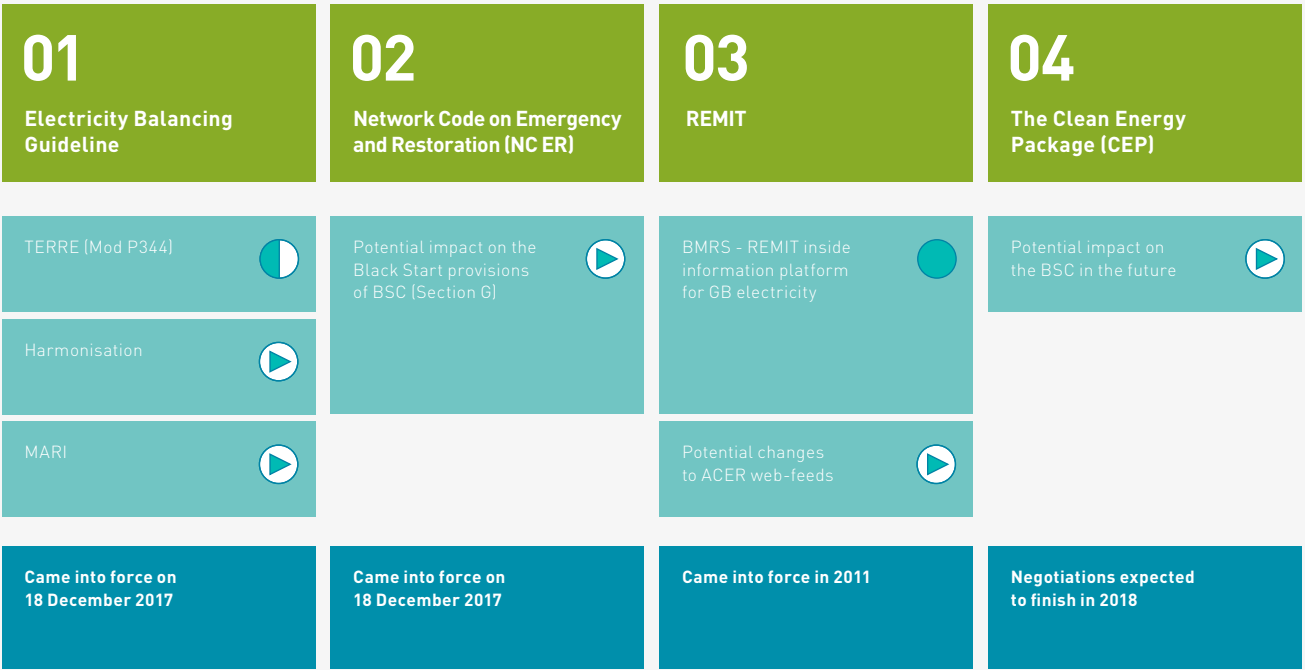 01
Electricity Balancing
Guideline
TERRE (Mod P344)
Harmonisation
MARI
Came into force on
18 December 2017
02
Network Code on Emergency
and Restoration (NC ER)
Potential impact on the
Black Start provisions
of BSC (Section G)
Came into force on
18 December 2017
03
REMIT
BMRS - REMIT inside
information platform
for GB electricity
Potential changes
to ACER web-feeds
Came into force in 2011
04
The Clean Energy
Package (CEP)
Potential impact on
the BSC in the future
Negotiations expected
to finish in 2018